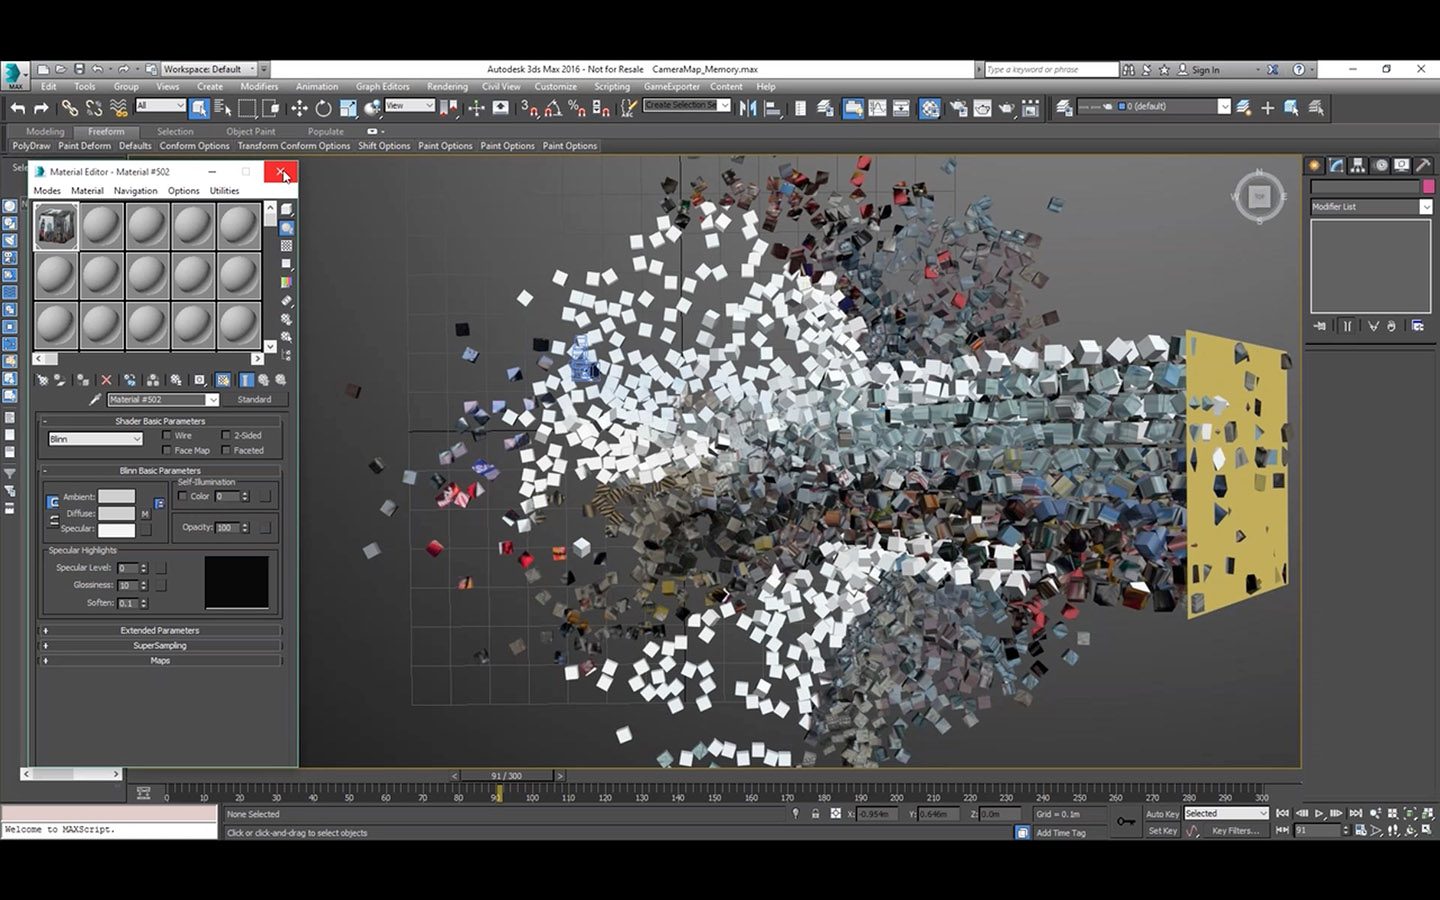 Workspace: Default
Autodesk 3ds Max 2016 - Not for Resale   CameraMap_Memory.max
Type a keyword or phrase
Sign In
MAX
Edit Tools Group Views Create Modifiers Animation Graph Editors Rendering Civil View Customize Scripting GameExporter Content Help
All
View
Create Selection Se
0 (default)
Modeling Freeform Selection Object Paint Populate
PolyDraw Paint Deform Defaults Conform Options Transform Conform Options Shift Options Paint Options Paint Options Paint Options
Sele
Material Editor - Material #502
Modes Material Navigation Options Utilities
Material #502
Standard
Shader Basic Parameters
Blinn
Wire
2-Sided
Face Map
Faceted
Blinn Basic Parameters
Self-Illumination
Ambient:
Color 0
Diffuse: M
Specular:
Opacity: 100
Specular Highlights
Specular Level: 0
Glossiness: 10
Soften: 0.1
+ Extended Parameters
+ SuperSampling
+ Maps
N
W
TOP
E
S
Modifier List
< 91 / 300 >
0 10 20 30 40 50 60 70 80 90 100 110 120 130 140 150 160 170 180 190 200 210 220 230 240 250 260 270 280 290 300
None Selected
X: -0.954m Y: 0.646m Z: 0.0m
Grid = 0.1m
Auto Key
Selected
Welcome to MAXScript.
Click or click-and-drag to select objects
Add Time Tag
Set Key
Key Filters...
91